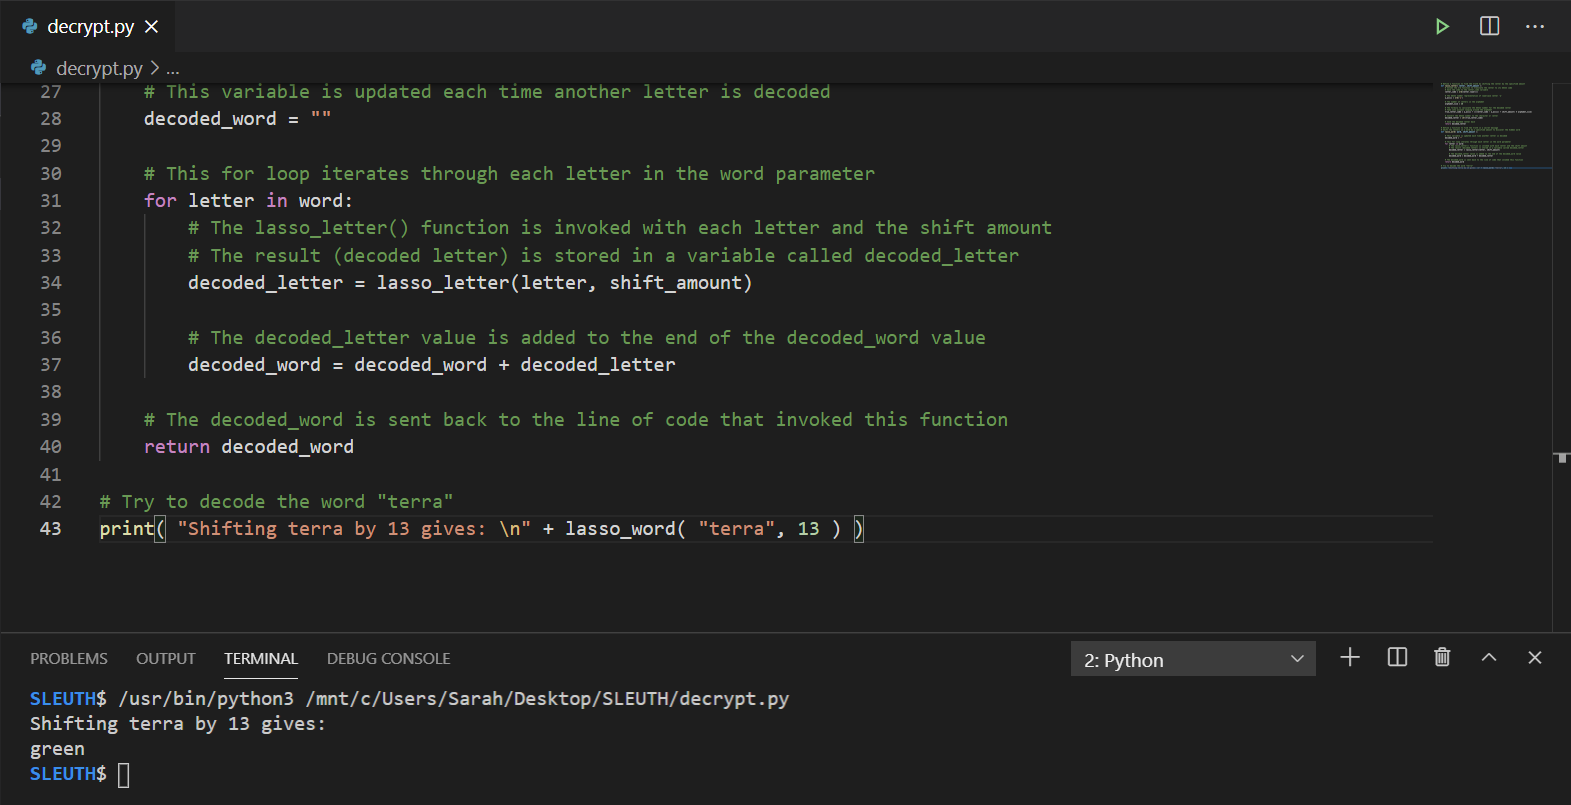 decrypt.py
decrypt.py > ...
27 # This variable is updated each time another letter is decoded
28 decoded_word = ""
29
30 # This for loop iterates through each letter in the word parameter
31 for letter in word:
32 # The lasso_letter() function is invoked with each letter and the shift amount
33 # The result (decoded letter) is stored in a variable called decoded_letter
34 decoded_letter = lasso_letter(letter, shift_amount)
35
36 # The decoded_letter value is added to the end of the decoded_word value
37 decoded_word = decoded_word + decoded_letter
38
39 # The decoded_word is sent back to the line of code that invoked this function
40 return decoded_word
41
42 # Try to decode the word "terra"
43 print( "Shifting terra by 13 gives: \n" + lasso_word( "terra", 13 ) )
PROBLEMS OUTPUT TERMINAL DEBUG CONSOLE 2: Python
SLEUTH$ /usr/bin/python3 /mnt/c/Users/Sarah/Desktop/SLEUTH/decrypt.py
Shifting terra by 13 gives:
green
SLEUTH$